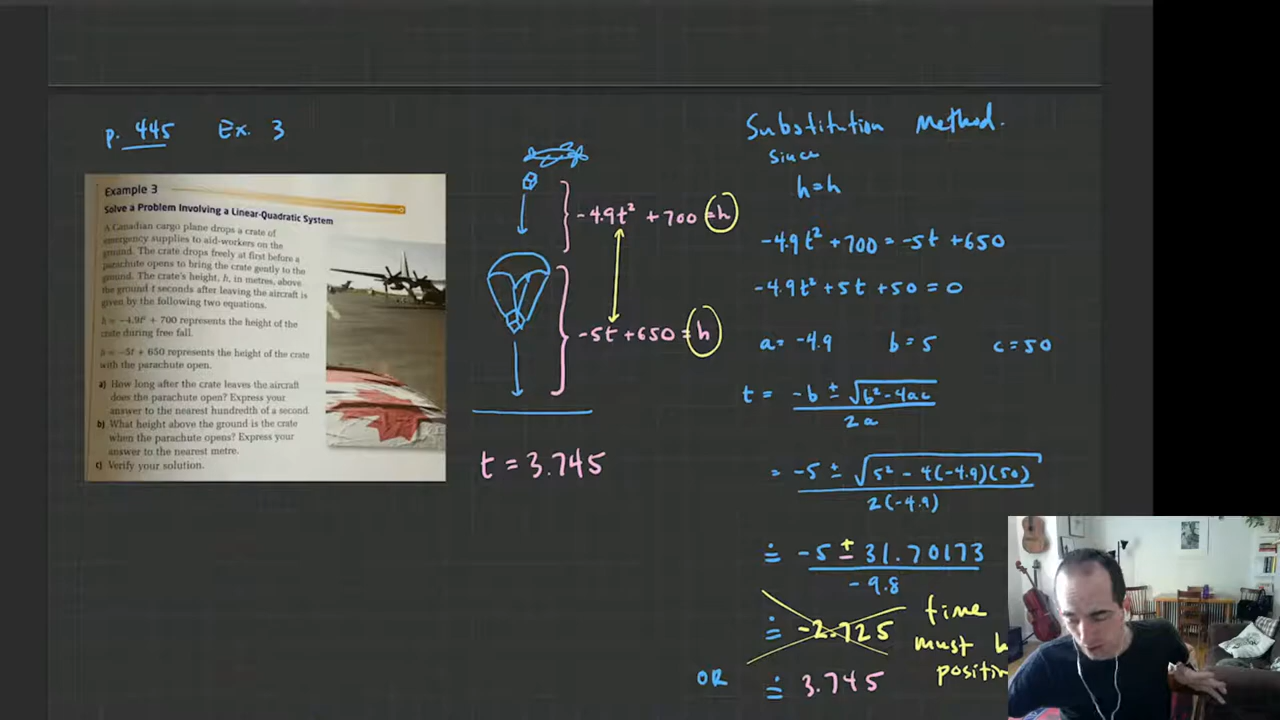 p. 445 Ex. 3
Example 3
Solve a Problem Involving a Linear-Quadratic System
A Canadian cargo plane drops a crate of
emergency supplies to aid-workers on the
ground. The crate drops freely at first before a
parachute opens to bring the crate gently to the
ground. The crate's height, h, in metres, above
the ground t seconds after leaving the aircraft is
given by the following two equations.
h = −4.9t² + 700 represents the height of the
crate during free fall.
h = −5t + 650 represents the height of the crate
with the parachute open.
a) How long after the crate leaves the aircraft
does the parachute open? Express your
answer to the nearest hundredth of a second.
b) What height above the ground is the crate
when the parachute opens? Express your
answer to the nearest metre.
c) Verify your solution.
-4.9t² + 700 = h
-5t + 650 = h
t = 3.745
Substitution Method.
since
h = h
-4.9t² + 700 = -5t + 650
-4.9t² + 5t + 50 = 0
a = -4.9 b = 5 c = 50
t = -b ± √b² - 4ac
2a
= -5 ± √5² - 4(-4.9)(50)
2(-4.9)
≐ -5 ± 31.70173
-9.8
≐ -2.725 time
must
OR ≐ 3.745